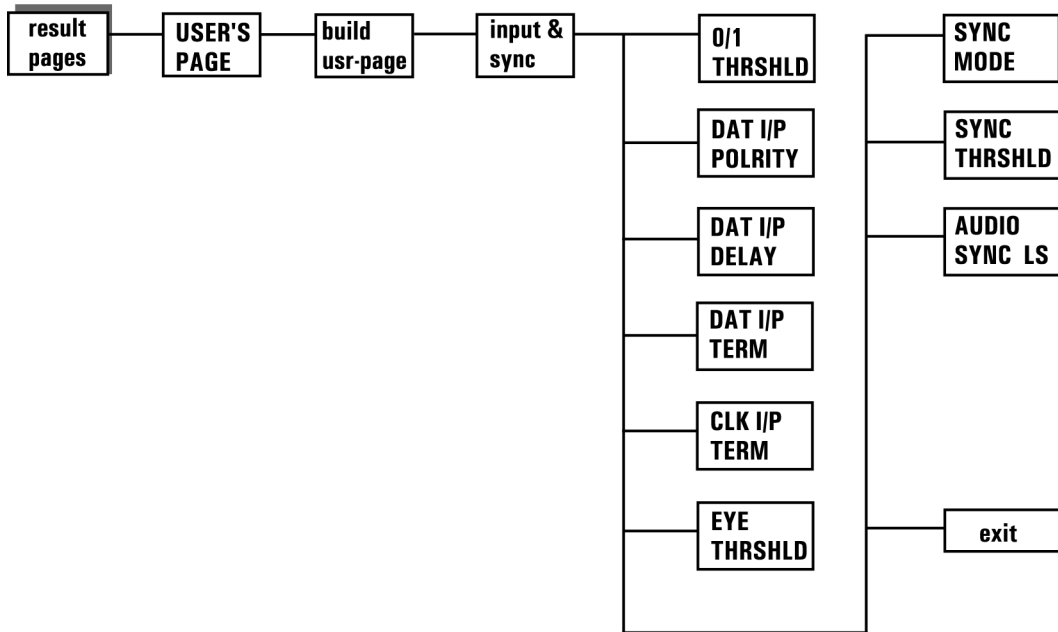 result
pages
USER'S
PAGE
build
usr-page
input &
sync
0/1
THRSHLD
DAT I/P
POLRITY
DAT I/P
DELAY
DAT I/P
TERM
CLK I/P
TERM
EYE
THRSHLD
SYNC
MODE
SYNC
THRSHLD
AUDIO
SYNC LS
exit